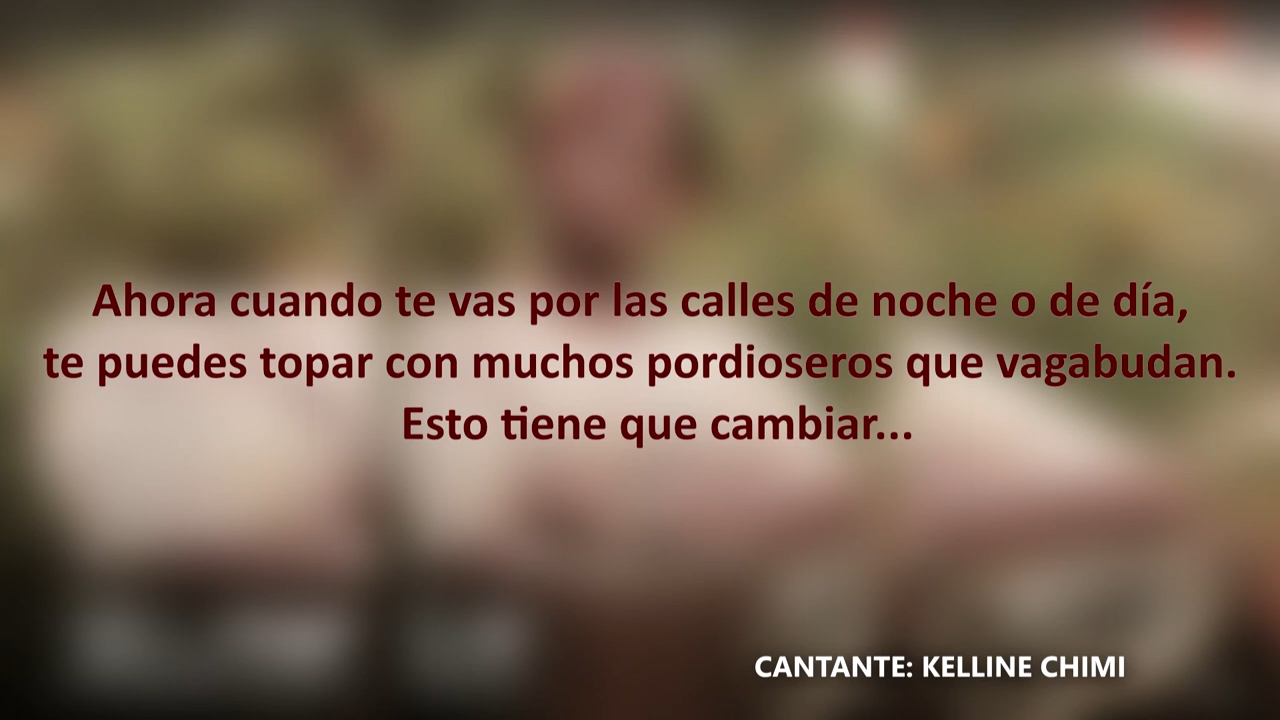 Ahora cuando te vas por las calles de noche o de día,
te puedes topar con muchos pordioseros que vagabudan.
Esto tiene que cambiar...
CANTANTE: KELLINE CHIMI